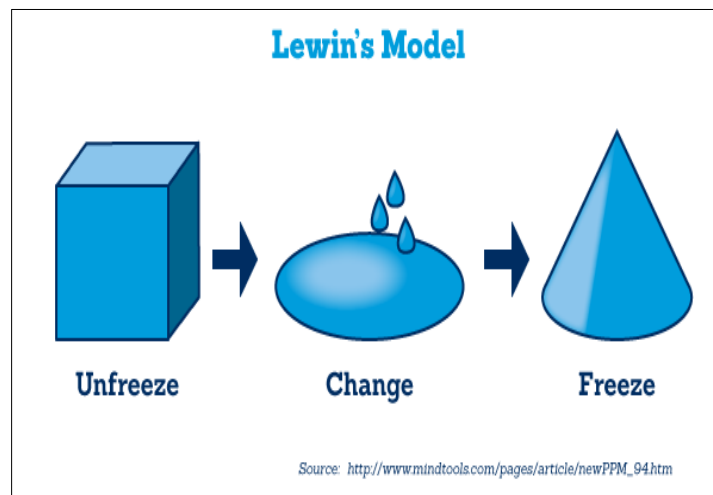 Lewin's Model
Unfreeze
Change
Freeze
Source: http://www.mindtools.com/pages/article/newPPM_94.htm